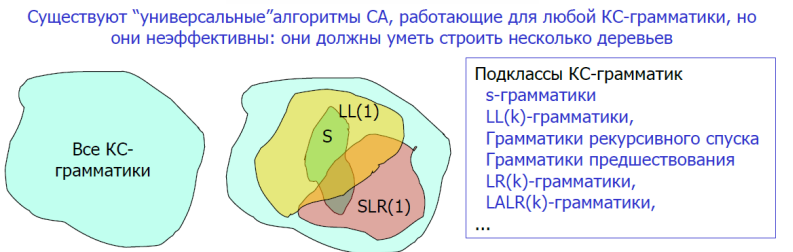 Существуют “универсальные”алгоритмы СА, работающие для любой КС-грамматики, но
они неэффективны: они должны уметь строить несколько деревьев
Все КС-
грамматики
LL(1)
S
SLR(1)
Подклассы КС-грамматик
s-грамматики
LL(k)-грамматики,
Грамматики рекурсивного спуска
Грамматики предшествования
LR(k)-грамматики,
LALR(k)-грамматики,
...